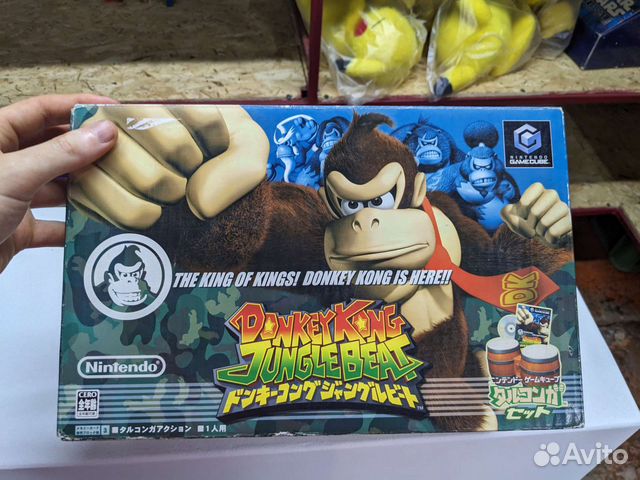 NINTENDO
GAMECUBE
THE KING OF KINGS! DONKEY KONG IS HERE!!
DK
DONKEY KONG
JUNGLE BEAT
ドンキーコングジャングルビート
Nintendo
ニンテンドーゲームキューブ
タルコンガ
セット
CERO
全年齢
■タルコンガアクション ■1人用
Avito